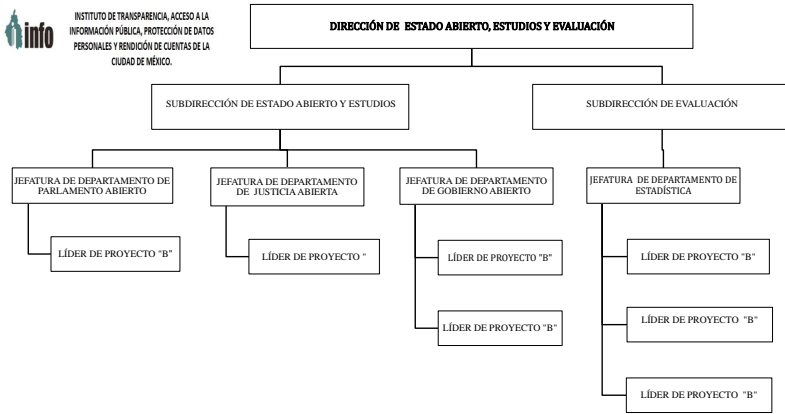 info
INSTITUTO DE TRANSPARENCIA, ACCESO A LA
INFORMACIÓN PÚBLICA, PROTECCIÓN DE DATOS
PERSONALES Y RENDICIÓN DE CUENTAS DE LA
CIUDAD DE MÉXICO.
DIRECCIÓN DE ESTADO ABIERTO, ESTUDIOS Y EVALUACIÓN
SUBDIRECCIÓN DE ESTADO ABIERTO Y ESTUDIOS
SUBDIRECCIÓN DE EVALUACIÓN
JEFATURA DE DEPARTAMENTO DE
PARLAMENTO ABIERTO
JEFATURA DE DEPARTAMENTO
DE JUSTICIA ABIERTA
JEFATURA DE DEPARTAMENTO
DE GOBIERNO ABIERTO
JEFATURA DE DEPARTAMENTO DE
ESTADÍSTICA
LÍDER DE PROYECTO "B"
LÍDER DE PROYECTO "
LÍDER DE PROYECTO "B"
LÍDER DE PROYECTO "B"
LÍDER DE PROYECTO "B"
LÍDER DE PROYECTO "B"
LÍDER DE PROYECTO "B"